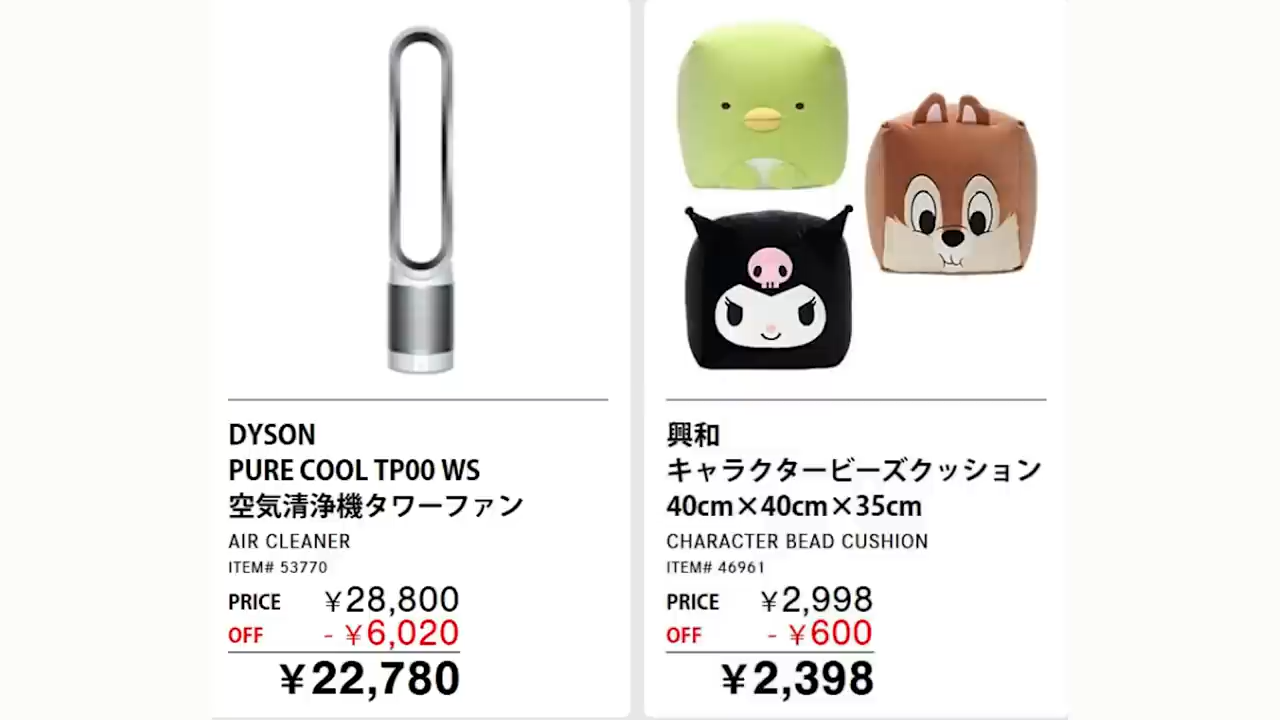 DYSON
PURE COOL TP00 WS
空気清浄機タワーファン
AIR CLEANER
ITEM# 53770
PRICE ¥28,800
OFF - ¥6,020
¥22,780
興和
キャラクタービーズクッション
40cm×40cm×35cm
CHARACTER BEAD CUSHION
ITEM# 46961
PRICE ¥2,998
OFF - ¥600
¥2,398